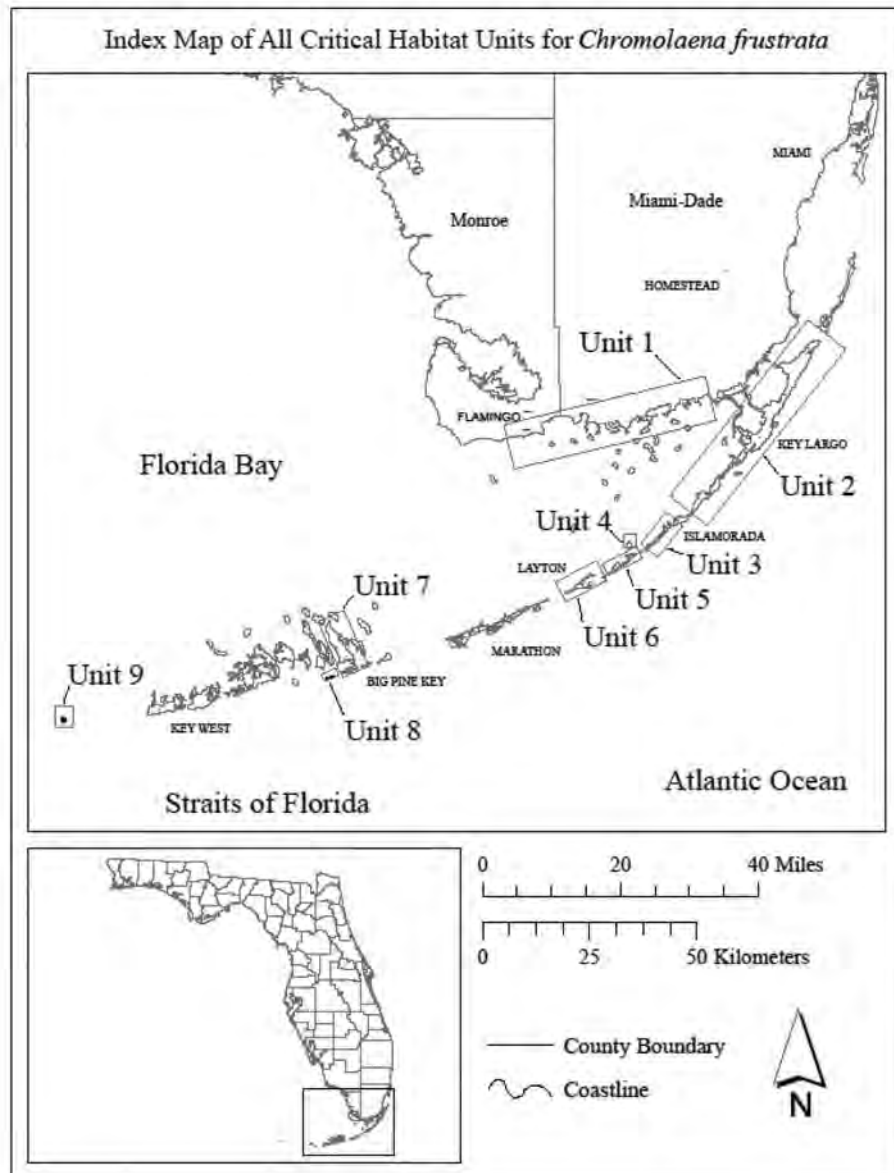 Index Map of All Critical Habitat Units for Chromolaena frustrata
MIAMI
Monroe
Miami-Dade
HOMESTEAD
Unit 1
FLAMINGO
KEY LARGO
Florida Bay
Unit 2
Unit 4
ISLAMORADA
Unit 3
LAYTON
Unit 5
Unit 7
Unit 6
MARATHON
Unit 9
BIG PINE KEY
KEY WEST
Unit 8
Atlantic Ocean
Straits of Florida
0 20 40 Miles
0 25 50 Kilometers
County Boundary
Coastline
N